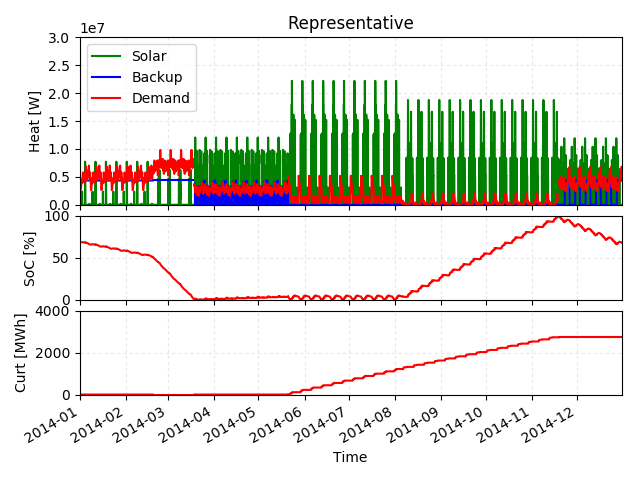 Representative
1e7
Heat [W]
3.0
2.5
2.0
1.5
1.0
0.5
0.0
Solar
Backup
Demand
SoC [%]
100
50
0
Curt [MWh]
4000
2000
0
2014-01
2014-02
2014-03
2014-04
2014-05
2014-06
2014-07
2014-08
2014-09
2014-10
2014-11
2014-12
Time